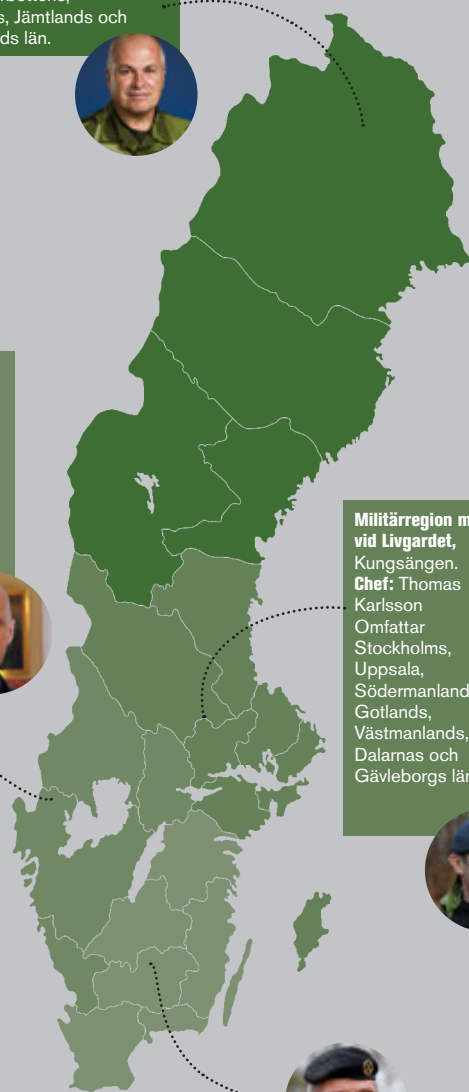 s, Jämtlands och
ds län.
Militärregion m
vid Livgardet,
Kungsängen.
Chef: Thomas
Karlsson
Omfattar
Stockholms,
Uppsala,
Södermanland
Gotlands,
Västmanlands,
Dalarnas och
Gävleborgs län